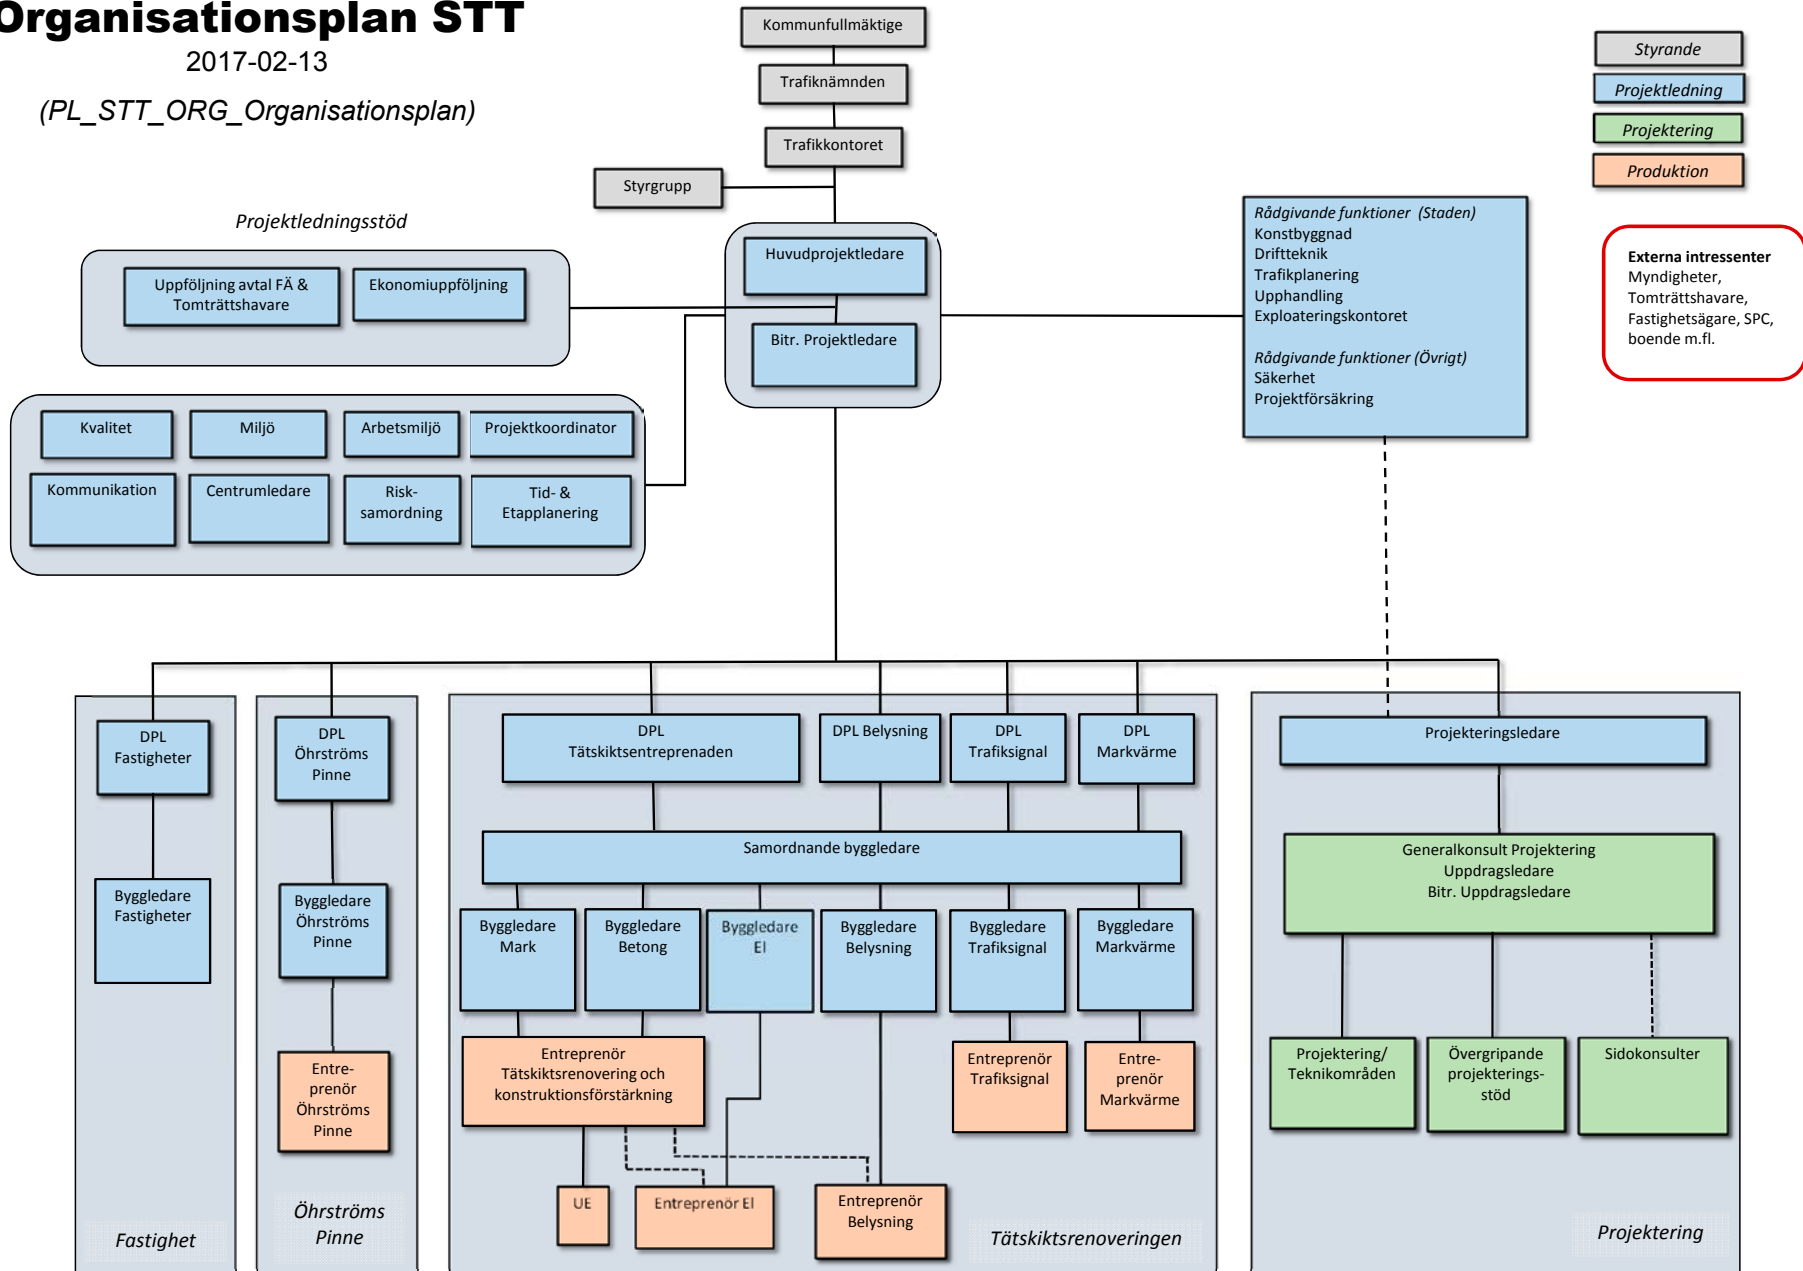 Organisationsplan STT
2017-02-13
(PL_STT_ORG_Organisationsplan)
Kommunfullmäktige
Trafiknämnden
Trafikkontoret
Styrgrupp
Styrande
Projektledning
Projektering
Produktion
Projektledningsstöd
Uppföljning avtal FÄ &
Tomträttshavare
Ekonomiuppföljning
Huvudprojektledare
Bitr. Projektledare
Rådgivande funktioner (Staden)
Konstbyggnad
Driftteknik
Trafikplanering
Upphandling
Exploateringskontoret
Rådgivande funktioner (Övrigt)
Säkerhet
Projektförsäkring
Externa intressenter
Myndigheter,
Tomträttshavare,
Fastighetsägare, SPC,
boende m.fl.
Kvalitet
Miljö
Arbetsmiljö
Projektkoordinator
Kommunikation
Centrumledare
Risk-
samordning
Tid- &
Etapplanering
DPL
Fastigheter
Byggledare
Fastigheter
Fastighet
DPL
Öhrströms
Pinne
Byggledare
Öhrströms
Pinne
Entre-
prenör
Öhrströms
Pinne
Öhrströms
Pinne
DPL
Tätskiktsentreprenaden
DPL Belysning
DPL
Trafiksignal
DPL
Markvärme
Samordnande byggledare
Byggledare
Mark
Byggledare
Betong
Byggledare
El
Byggledare
Belysning
Byggledare
Trafiksignal
Byggledare
Markvärme
Entreprenör
Tätskiktsrenovering och
konstruktionsförstärkning
Entreprenör
Trafiksignal
Entre-
prenör
Markvärme
UE
Entreprenör El
Entreprenör
Belysning
Tätskiktsrenoveringen
Projekteringsledare
Generalkonsult Projektering
Uppdragsledare
Bitr. Uppdragsledare
Projektering/
Teknikområden
Övergripande
projekterings-
stöd
Sidokonsulter
Projektering